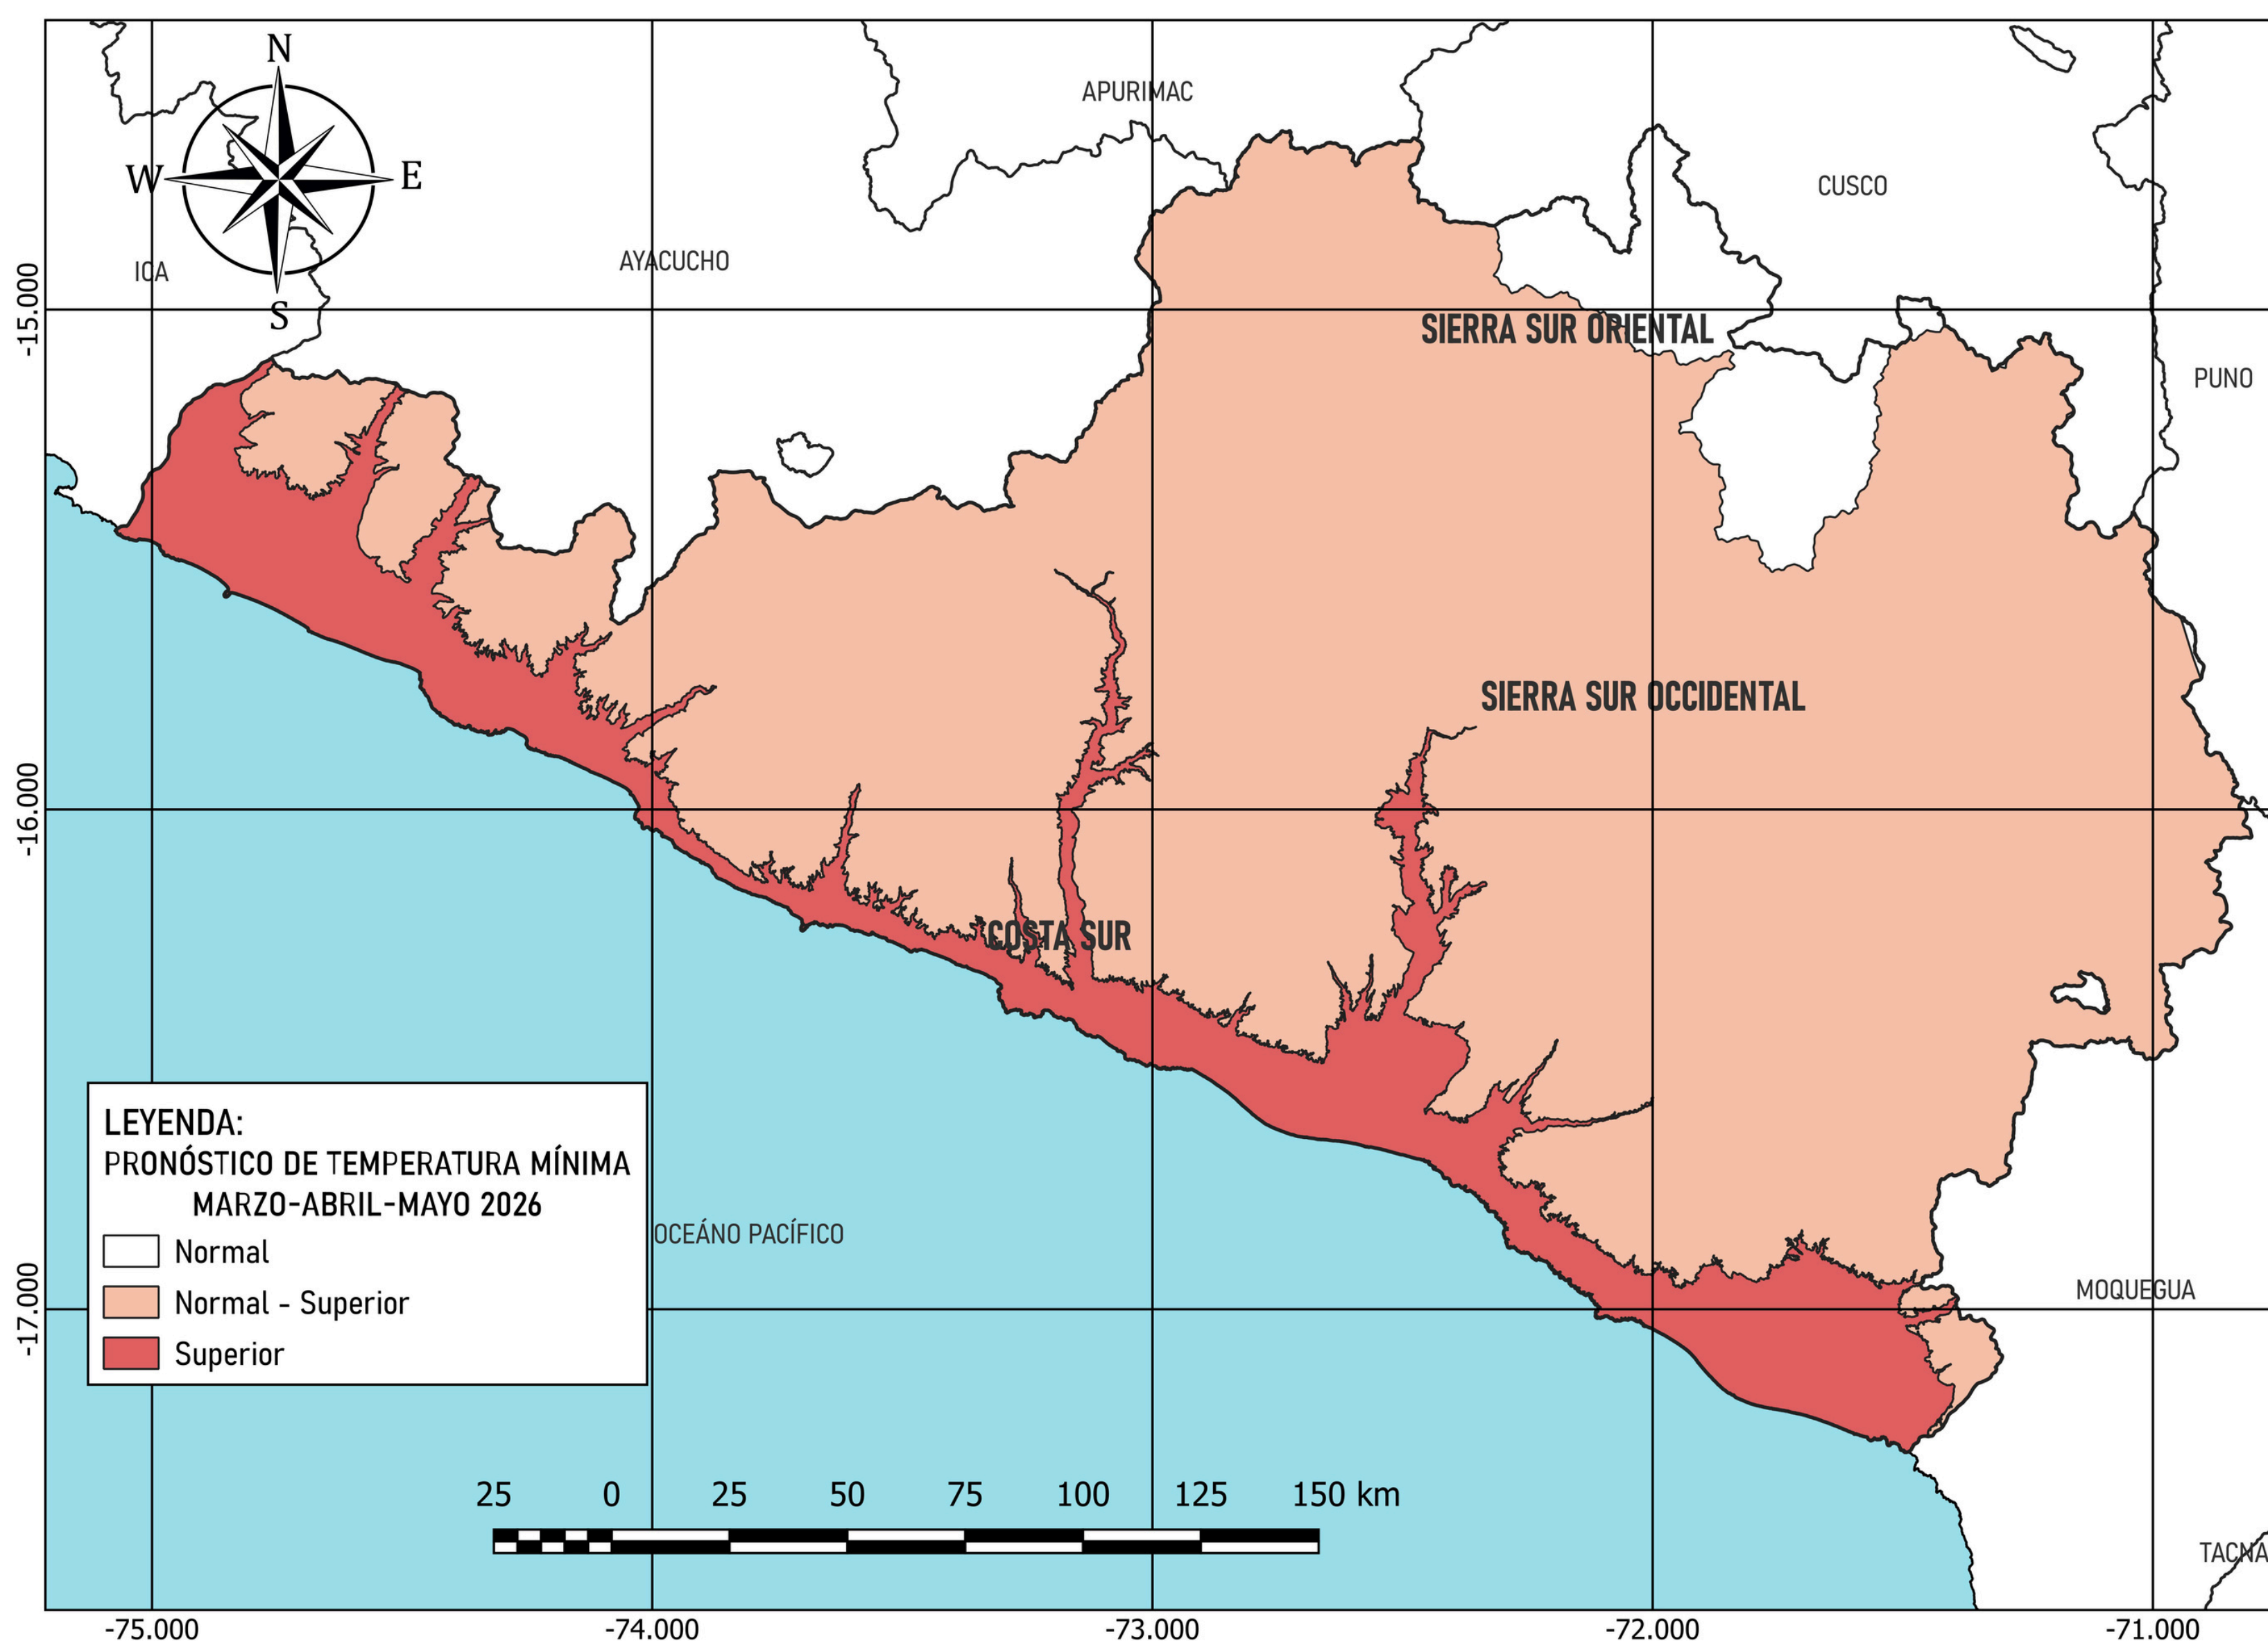 N
APURIMAC
W
E
CUSCO
AYACUCHO
ICA
S
-15.000
SIERRA SUR ORIENTAL
PUNO
SIERRA SUR OCCIDENTAL
-16.000
COSTA SUR
LEYENDA:
PRONÓSTICO DE TEMPERATURA MÍNIMA
MARZO-ABRIL-MAYO 2026
Normal
Normal - Superior
Superior
OCEÁNO PACÍFICO
-17.000
MOQUEGUA
25 0 25 50 75 100 125 150 km
TACNA
-75.000 -74.000 -73.000 -72.000 -71.000